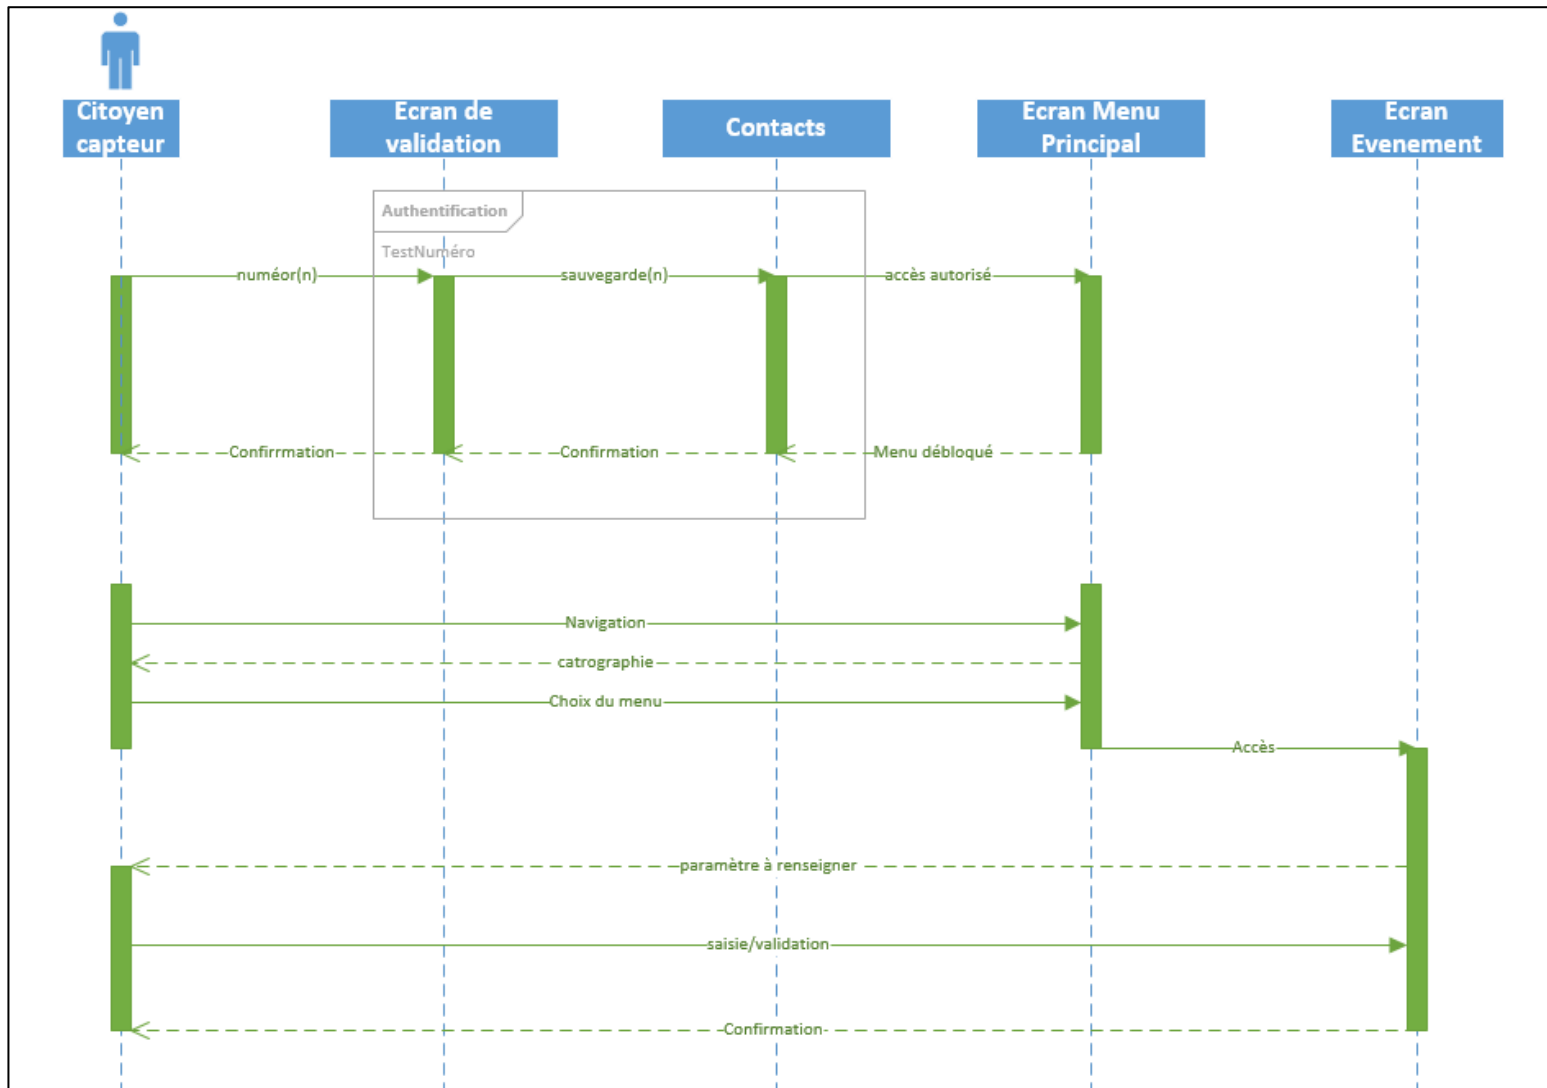 Citoyen
capteur
Ecran de
validation
Contacts
Ecran Menu
Principal
Ecran
Evenement
Authentification
TestNuméro
numéor(n)
sauvegarde(n)
accès autorisé
Confirrmation
Confirmation
Menu débloqué
Navigation
catrographie
Choix du menu
Accès
paramètre à renseigner
saisie/validation
Confirmation